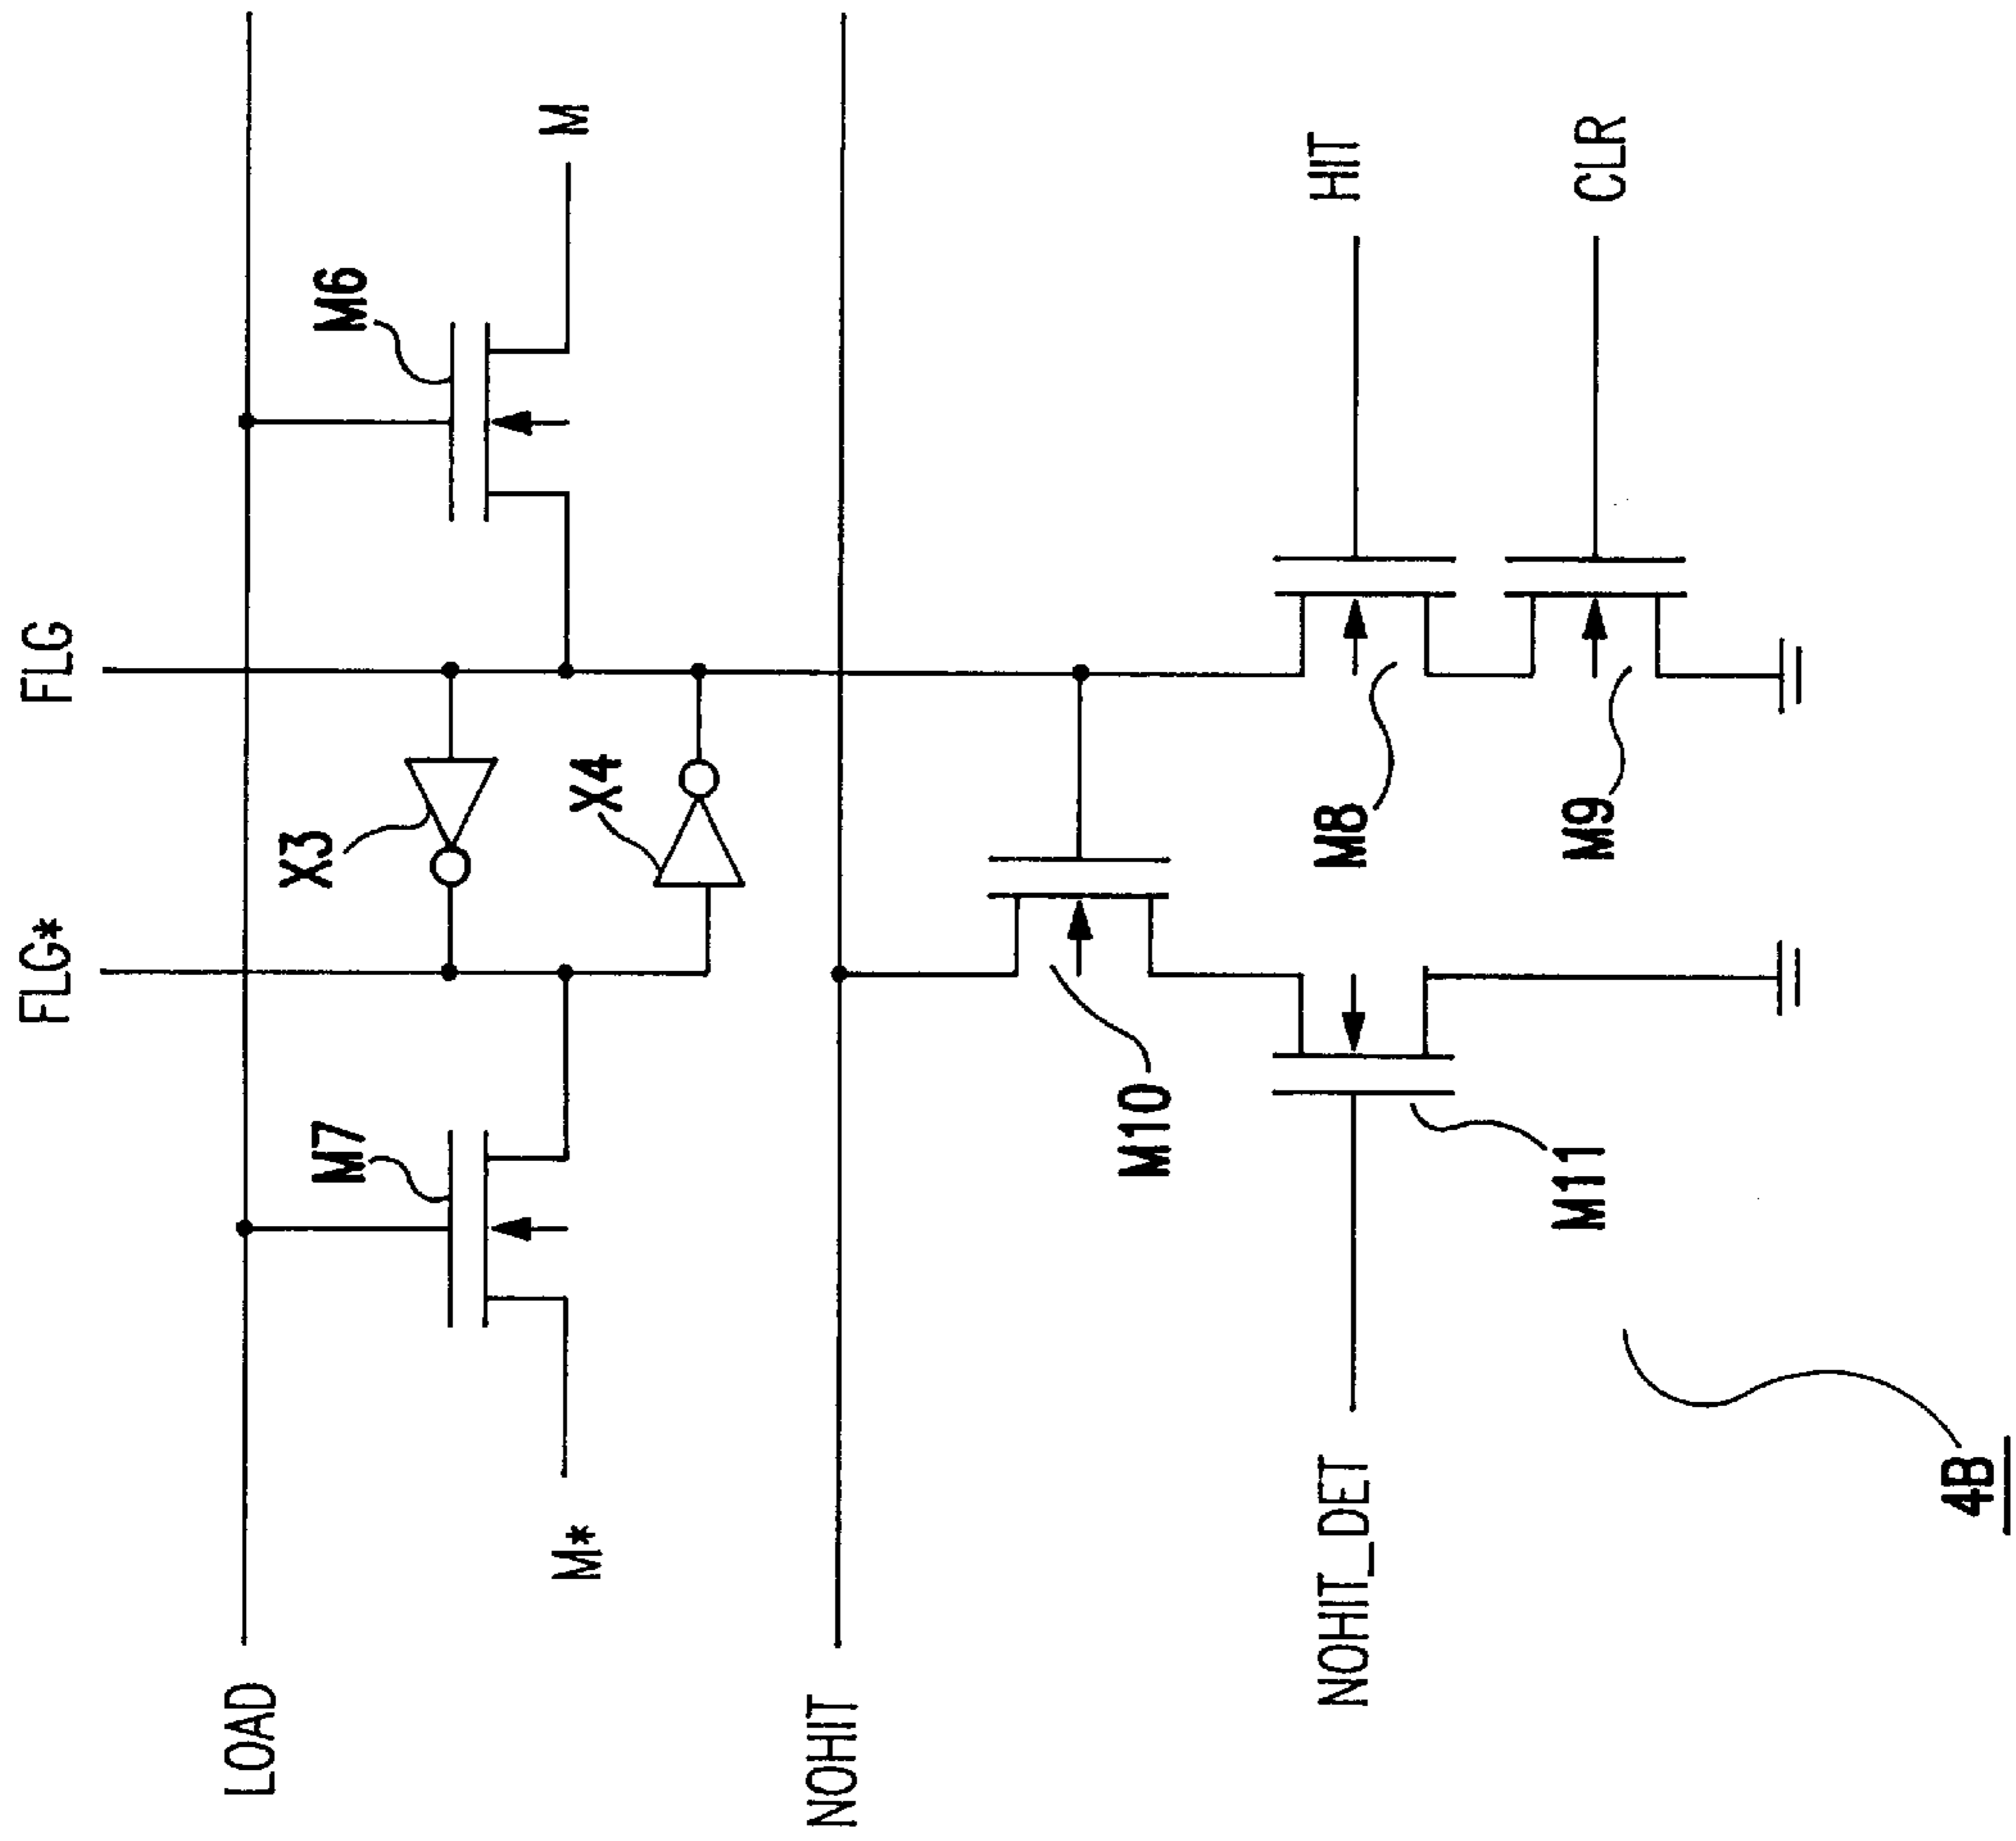 FLG*
FLG
LOAD
M7
M6
X3
X4
M*
M
NOHIT
M10
M11
NOHIT_DET
M8
M9
HIT
CLR
4B